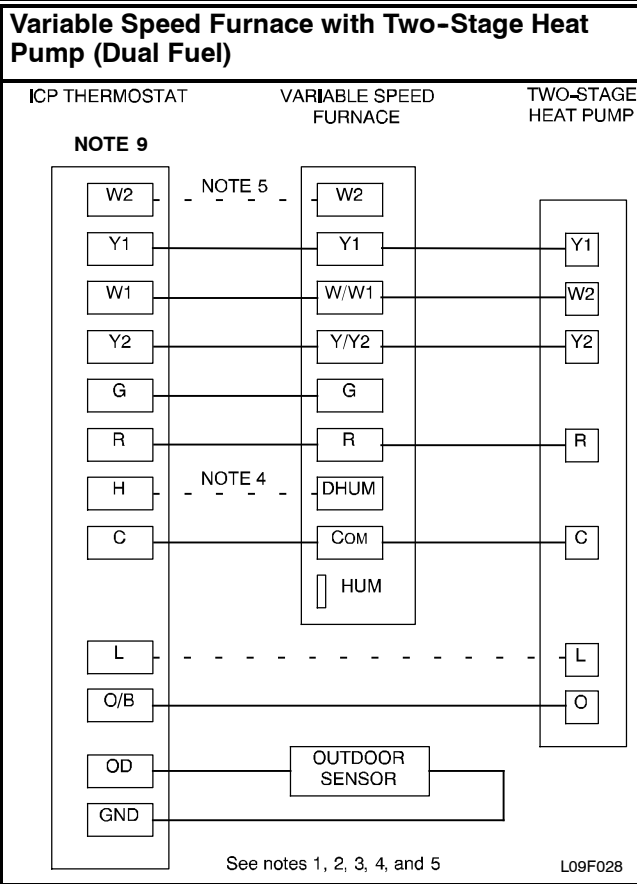 Variable Speed Furnace with Two-Stage Heat
Pump (Dual Fuel)
ICP THERMOSTAT VARIABLE SPEED TWO-STAGE
FURNACE HEAT PUMP
NOTE 9
W2 NOTE 5 W2
Y1 Y1 Y1
W1 W/W1 W2
Y2 Y/Y2 Y2
G G
R R R
H NOTE 4 DHUM
C COM C
HUM
L L
O/B O
OD OUTDOOR
SENSOR
GND
See notes 1, 2, 3, 4, and 5 L09F028